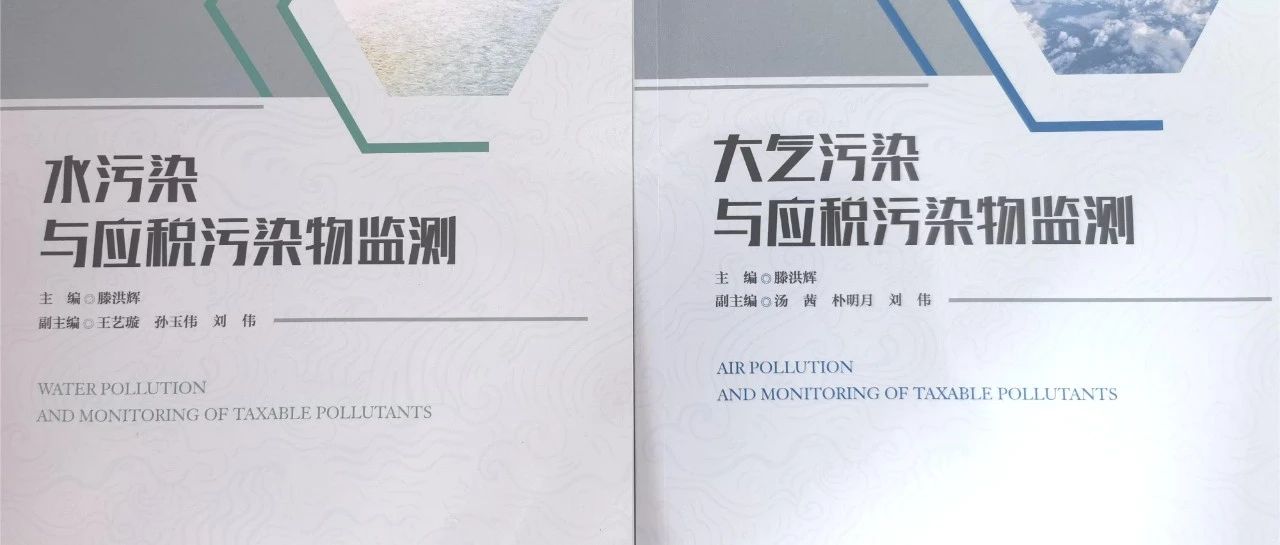 水污染
与应税污染物监测
主 编◎滕洪辉
副主编◎王艺璇 孙玉伟 刘 伟
WATER POLLUTION
AND MONITORING OF TAXABLE POLLUTANTS
大气污染
与应税污染物监测
主 编◎滕洪辉
副主编◎汤 茜 朴明月 刘 伟
AIR POLLUTION
AND MONITORING OF TAXABLE POLLUTANTS